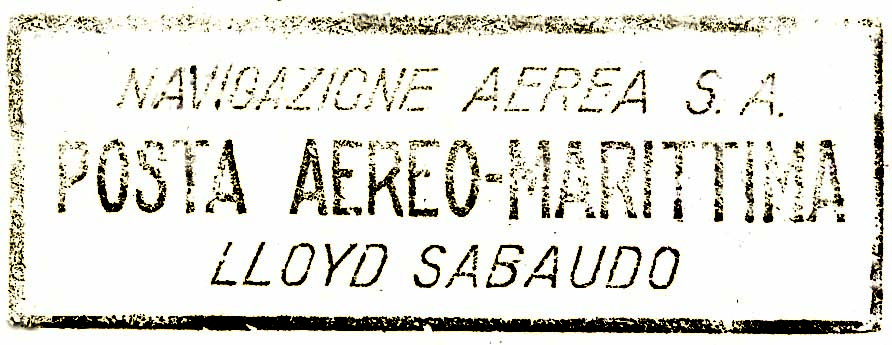 NAVIGAZIONE AEREA S. A.
POSTA AEREO-MARITTIMA
LLOYD SABAUDO